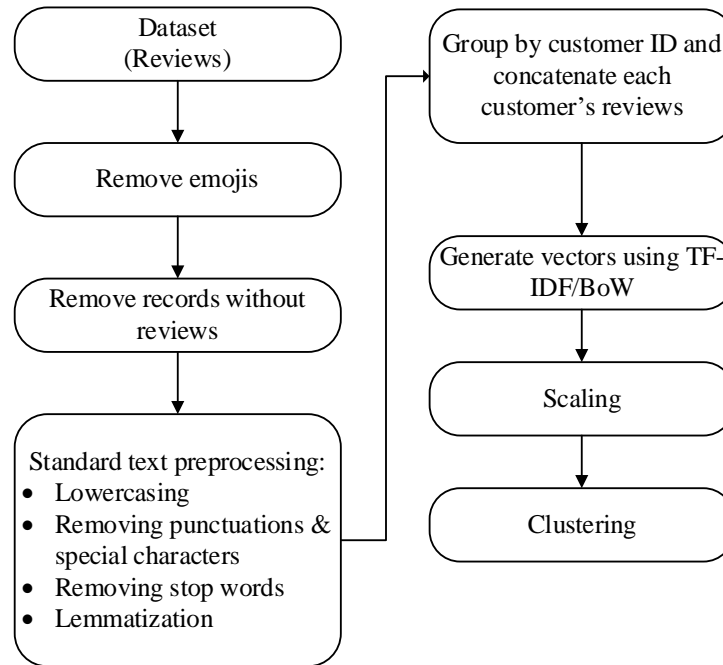 Dataset
(Reviews)
Remove emojis
Remove records without
reviews
Standard text preprocessing:
• Lowercasing
• Removing punctuations &
special characters
• Removing stop words
• Lemmatization
Group by customer ID and
concatenate each
customer’s reviews
Generate vectors using TF-
IDF/BoW
Scaling
Clustering